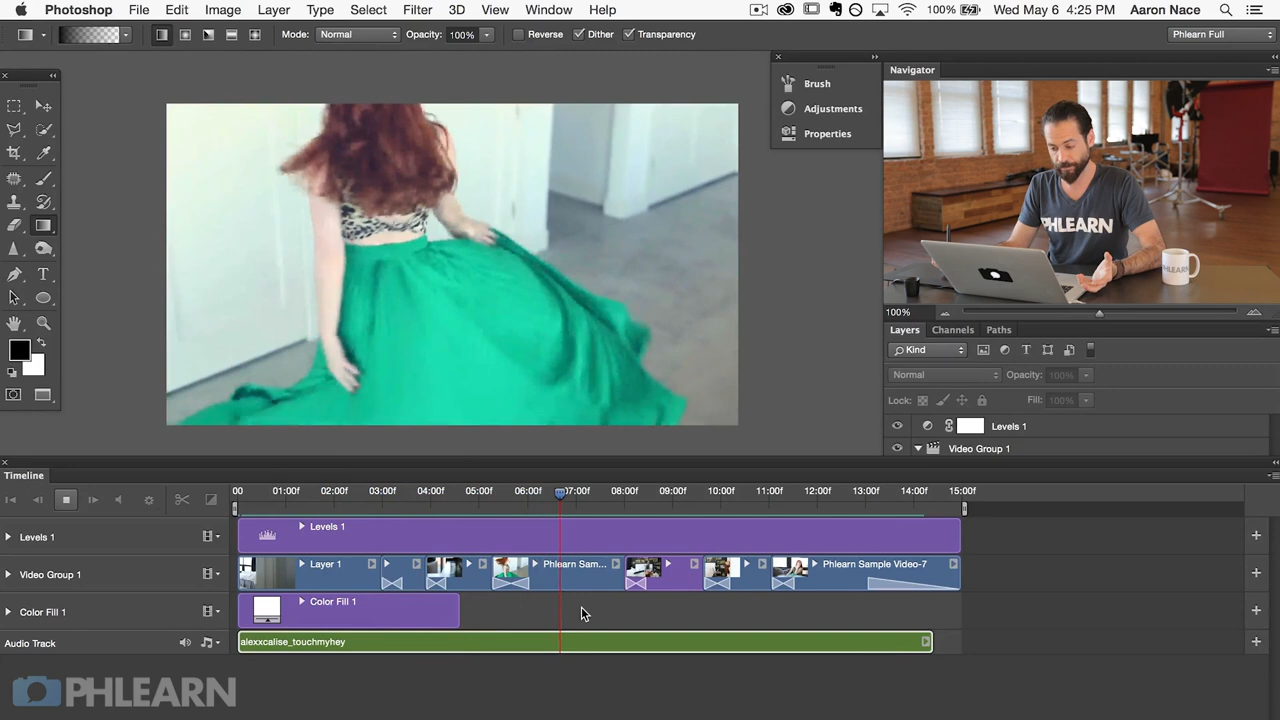 Photoshop File Edit Image Layer Type Select Filter 3D View Window Help 100% Wed May 6 4:25 PM Aaron Nace
Mode: Normal Opacity: 100% Reverse Dither Transparency Phlearn Full
Brush
Adjustments
Properties
Navigator
PHLEARN
PHLEARN
100%
Layers Channels Paths
Kind
Normal Opacity: 100%
Lock: Fill: 100%
Levels 1
Video Group 1
Timeline
00 01:00f 02:00f 03:00f 04:00f 05:00f 06:00f 07:00f 08:00f 09:00f 10:00f 11:00f 12:00f 13:00f 14:00f 15:00f
Levels 1 Levels 1
Video Group 1 Layer 1 Phlearn Sam... Phlearn Sample Video-7
Color Fill 1 Color Fill 1
Audio Track alexxcalise_touchmyhey
PHLEARN